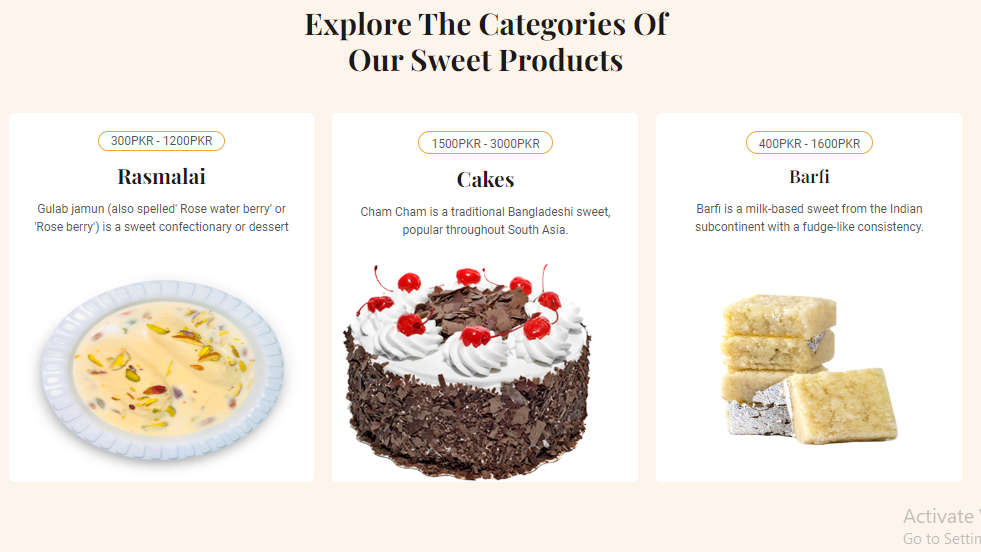 Explore The Categories Of
Our Sweet Products
300PKR - 1200PKR
Rasmalai
Gulab jamun (also spelled' Rose water berry' or
'Rose berry') is a sweet confectionary or dessert
1500PKR - 3000PKR
Cakes
Cham Cham is a traditional Bangladeshi sweet,
popular throughout South Asia.
400PKR - 1600PKR
Barfi
Barfi is a milk-based sweet from the Indian
subcontinent with a fudge-like consistency.
Activate
Go to